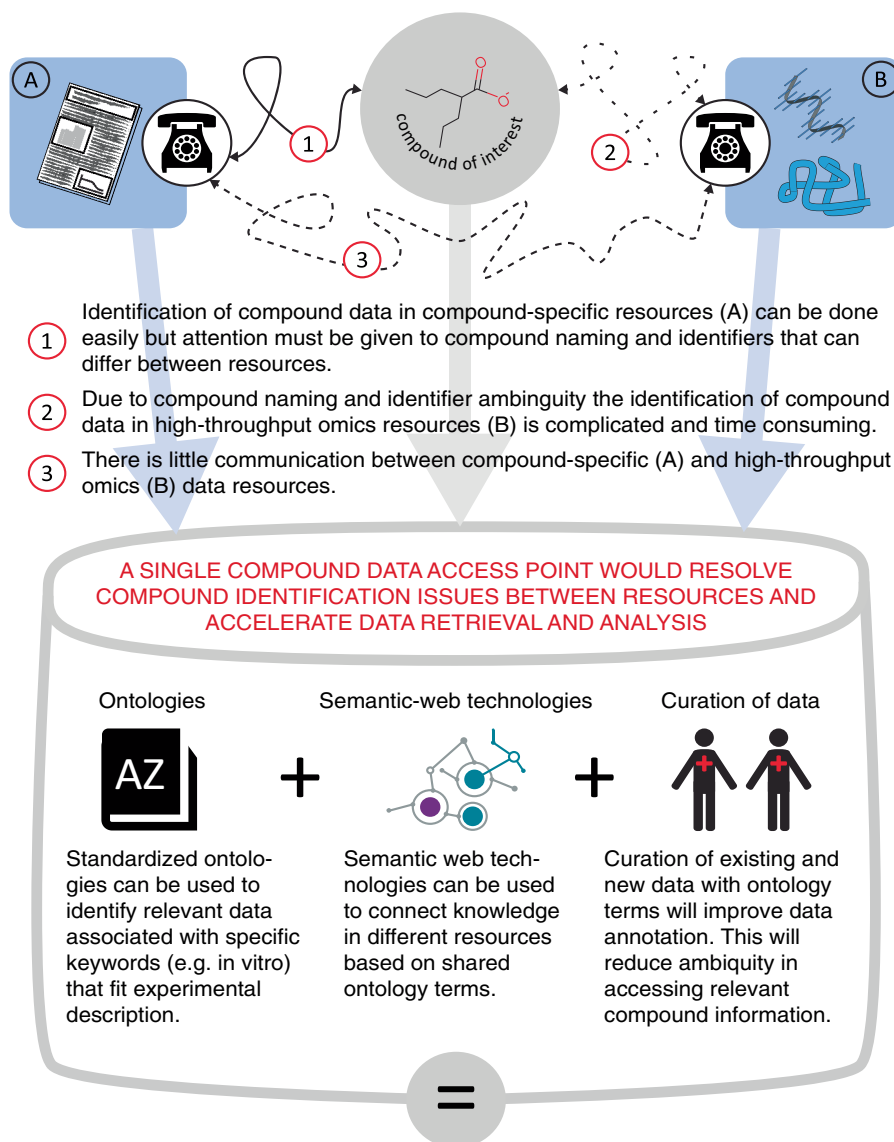 A
B
O
O-
compound of interest
1
2
3
1
Identification of compound data in compound-specific resources (A) can be done
easily but attention must be given to compound naming and identifiers that can
differ between resources.
2
Due to compound naming and identifier ambinguity the identification of compound
data in high-throughput omics resources (B) is complicated and time consuming.
3
There is little communication between compound-specific (A) and high-throughput
omics (B) data resources.
A SINGLE COMPOUND DATA ACCESS POINT WOULD RESOLVE
COMPOUND IDENTIFICATION ISSUES BETWEEN RESOURCES AND
ACCELERATE DATA RETRIEVAL AND ANALYSIS
Ontologies
AZ
Standardized ontolo-
gies can be used to
identify relevant data
associated with specific
keywords (e.g. in vitro)
that fit experimental
description.
+
Semantic-web technologies
Semantic web tech-
nologies can be used
to connect knowledge
in different resources
based on shared
ontology terms.
+
Curation of data
Curation of existing and
new data with ontology
terms will improve data
annotation. This will
reduce ambiquity in
accessing relevant
compound information.
=